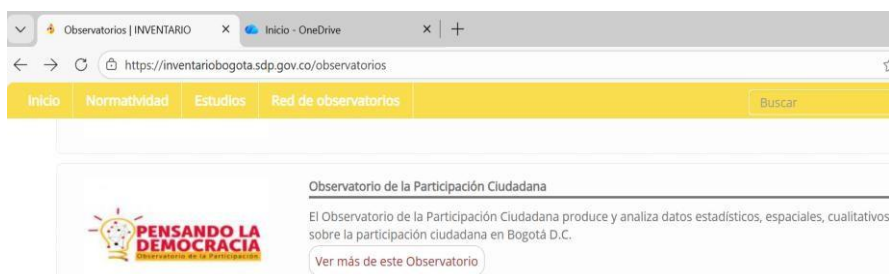 Observatorios | INVENTARIO
Inicio - OneDrive
https://inventariobogota.sdp.gov.co/observatorios
Inicio Normatividad Estudios Red de observatorios Buscar
Observatorio de la Participación Ciudadana
PENSANDO LA
DEMOCRACIA
Observatorio de la Participación
El Observatorio de la Participación Ciudadana produce y analiza datos estadísticos, espaciales, cualitativos
sobre la participación ciudadana en Bogotá D.C.
Ver más de este Observatorio